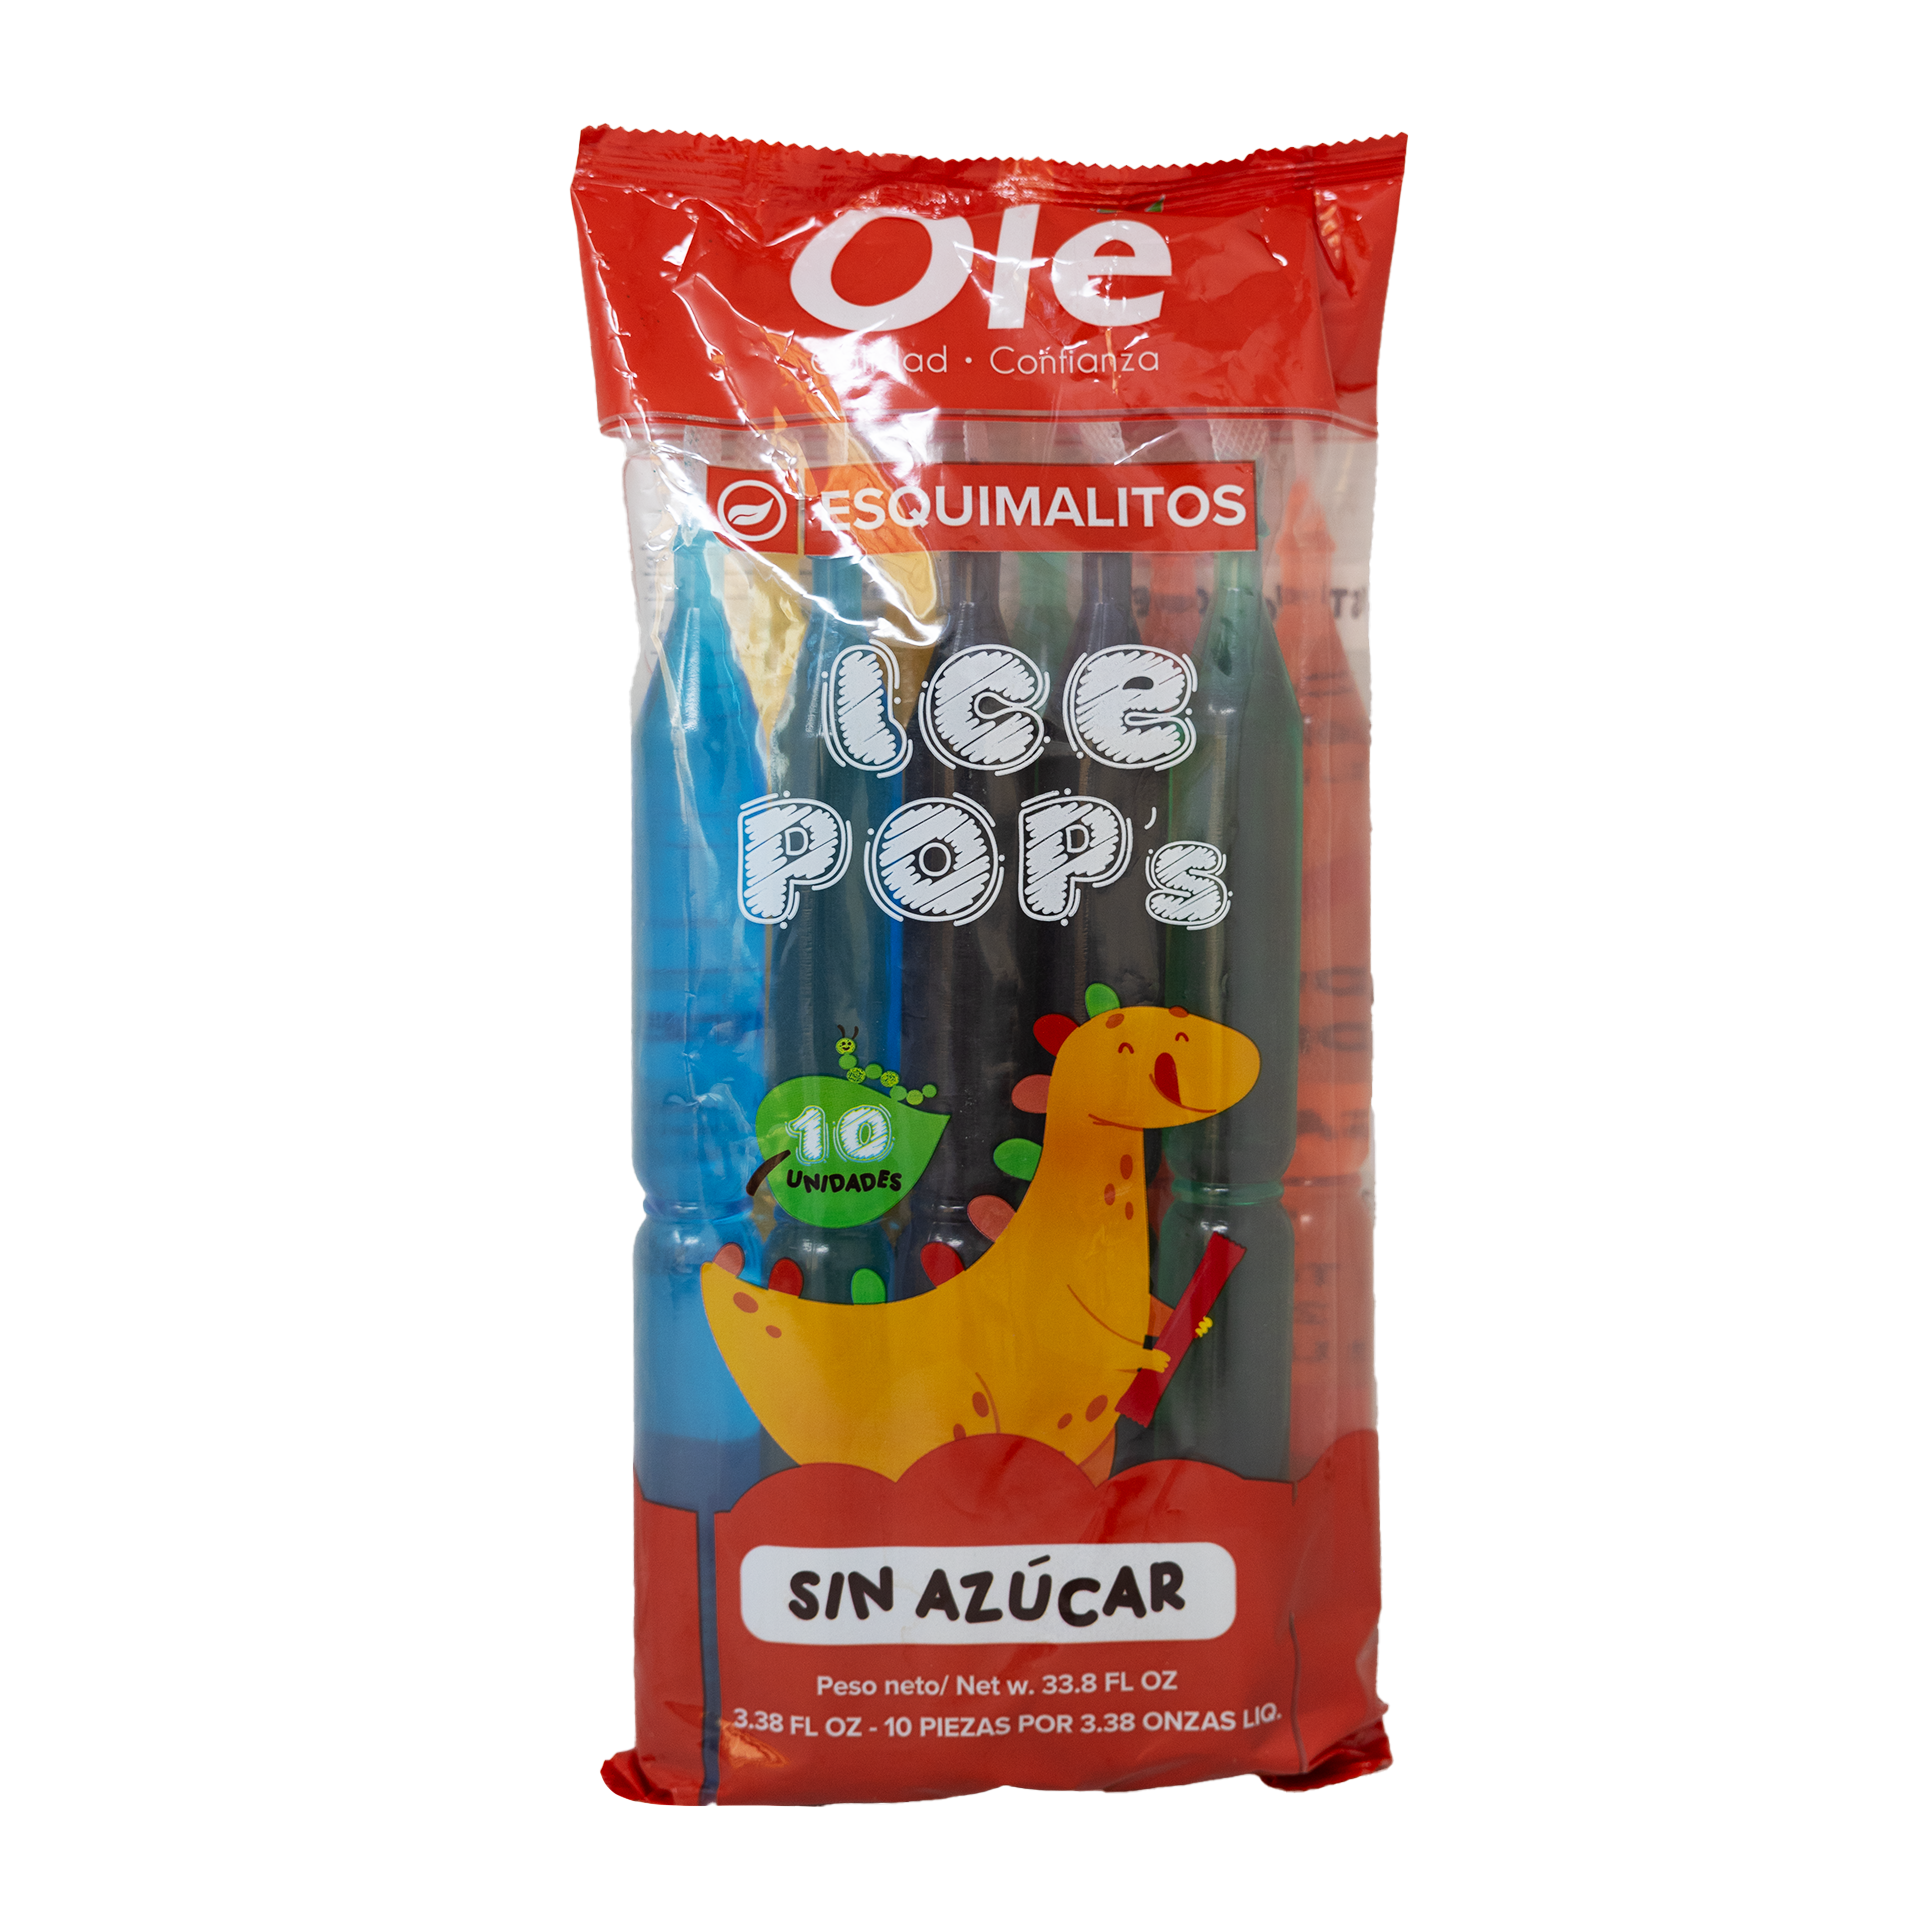 Olé
Calidad · Confianza
ESQUIMALITOS
Ice
POP's
10
UNIDADES
SIN AZÚCAR
Peso neto/ Net w. 33.8 FL OZ
3.38 FL OZ - 10 PIEZAS POR 3.38 ONZAS LIQ.